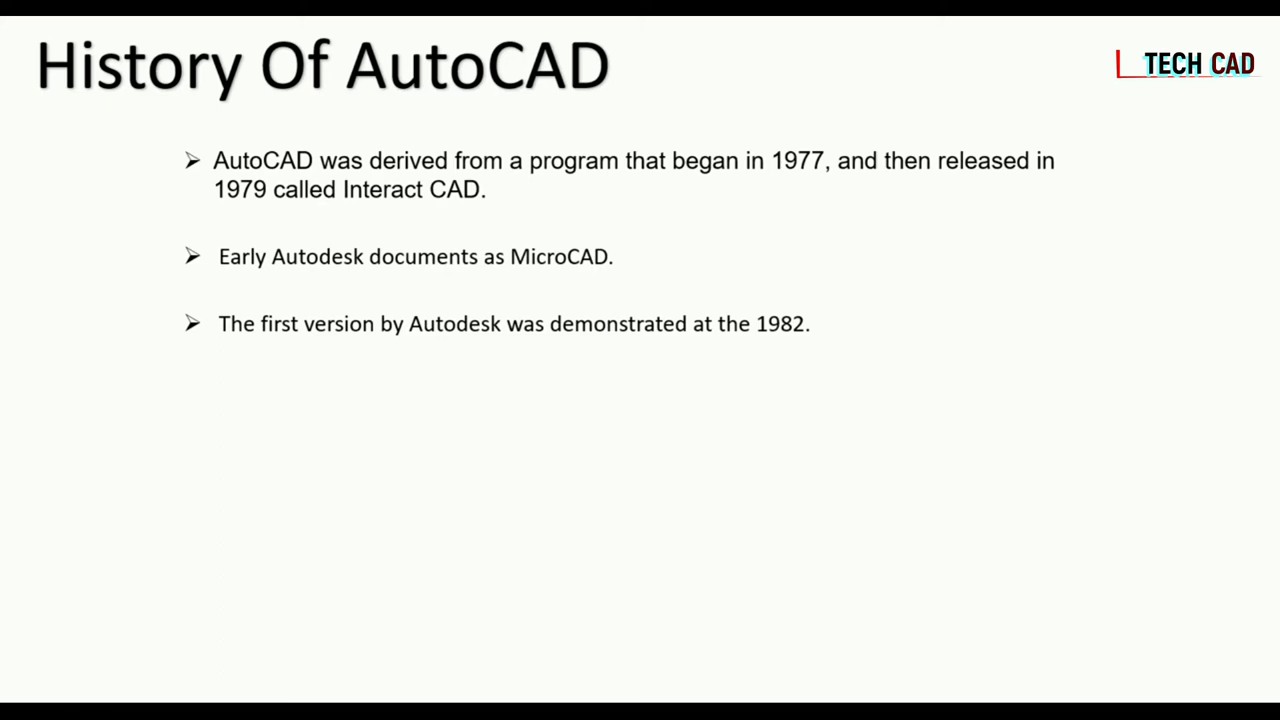 History Of AutoCAD
TECH CAD
➢ AutoCAD was derived from a program that began in 1977, and then released in
1979 called Interact CAD.
➢ Early Autodesk documents as MicroCAD.
➢ The first version by Autodesk was demonstrated at the 1982.